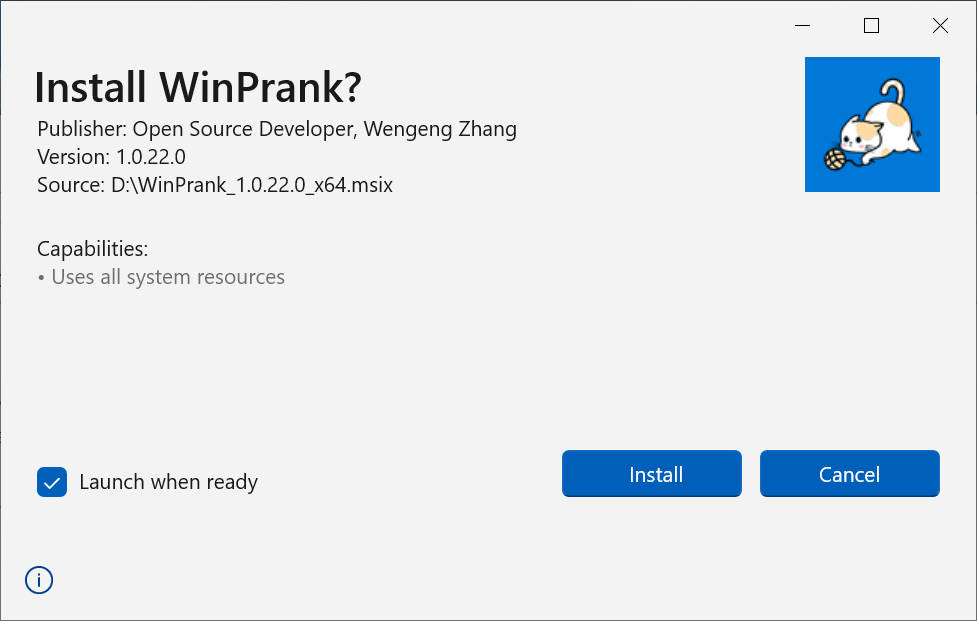 Install WinPrank?
Publisher: Open Source Developer, Wengeng Zhang
Version: 1.0.22.0
Source: D:\WinPrank_1.0.22.0_x64.msix
Capabilities:
• Uses all system resources
Launch when ready
Install
Cancel